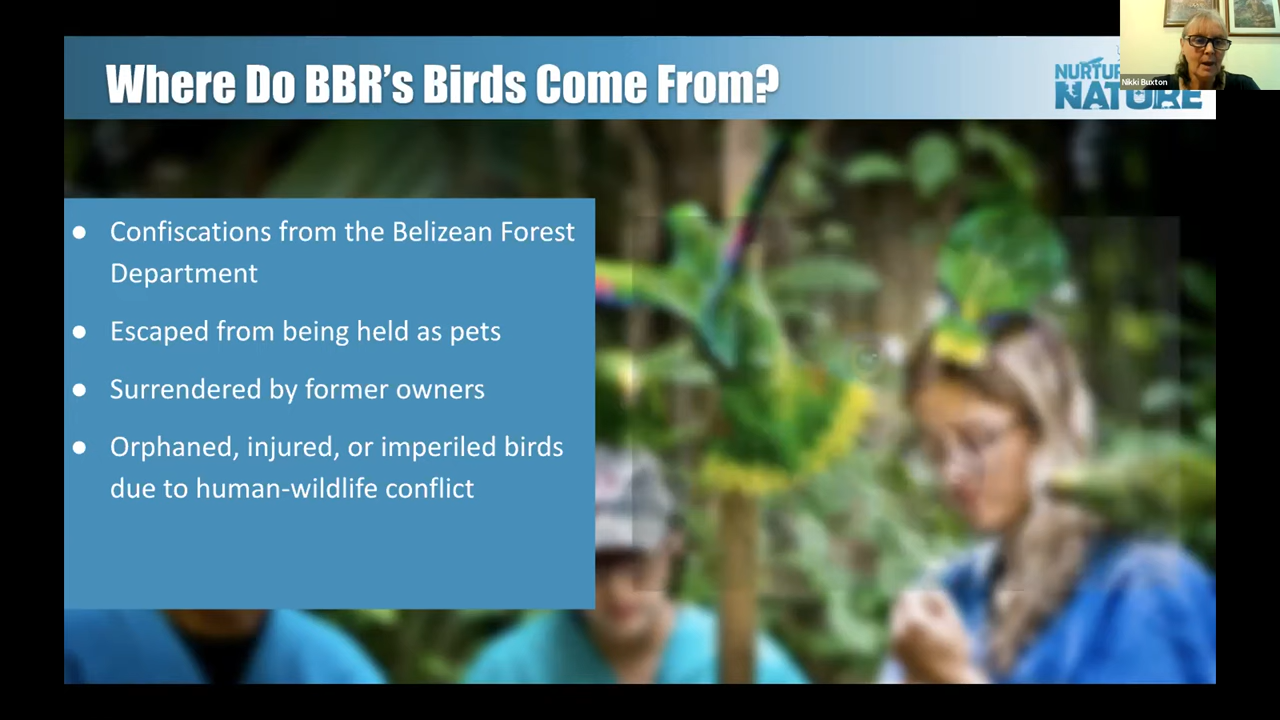 Where Do BBR's Birds Come From?
NATURE
Nikki Buxton
● Confiscations from the Belizean Forest
Department
● Escaped from being held as pets
● Surrendered by former owners
● Orphaned, injured, or imperiled birds
due to human-wildlife conflict